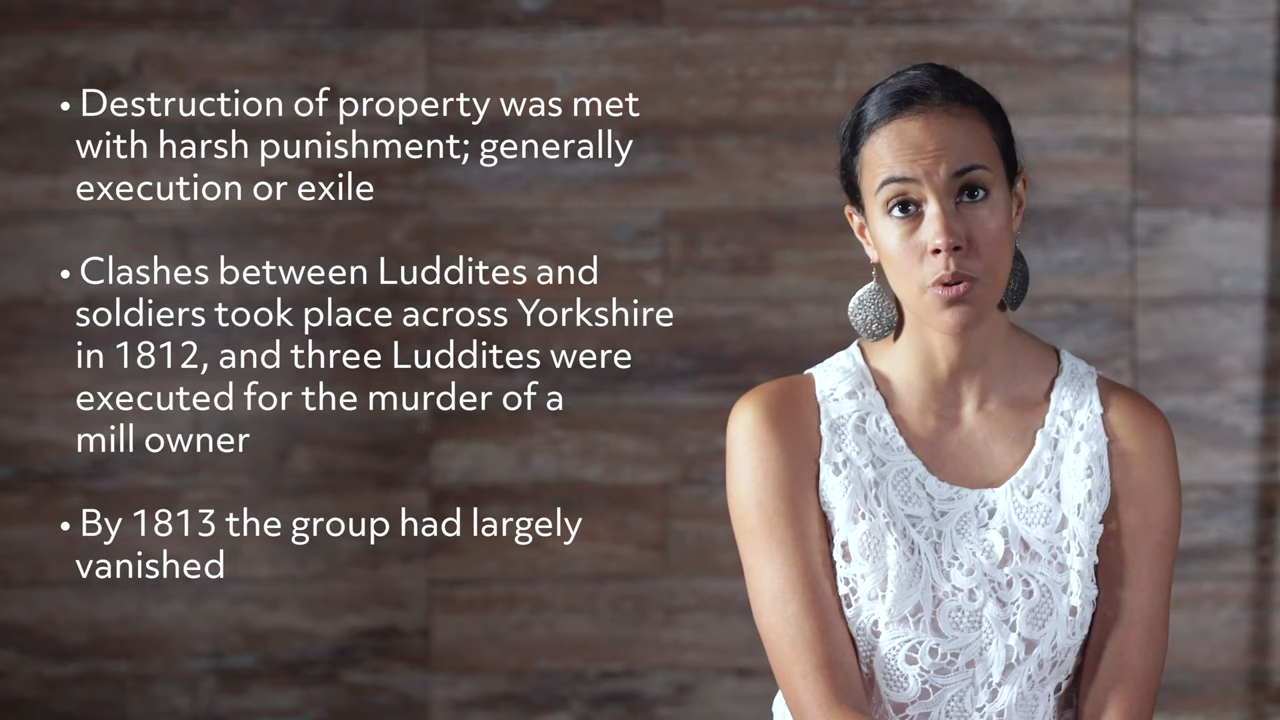 • Destruction of property was met
with harsh punishment; generally
execution or exile
• Clashes between Luddites and
soldiers took place across Yorkshire
in 1812, and three Luddites were
executed for the murder of a
mill owner
• By 1813 the group had largely
vanished